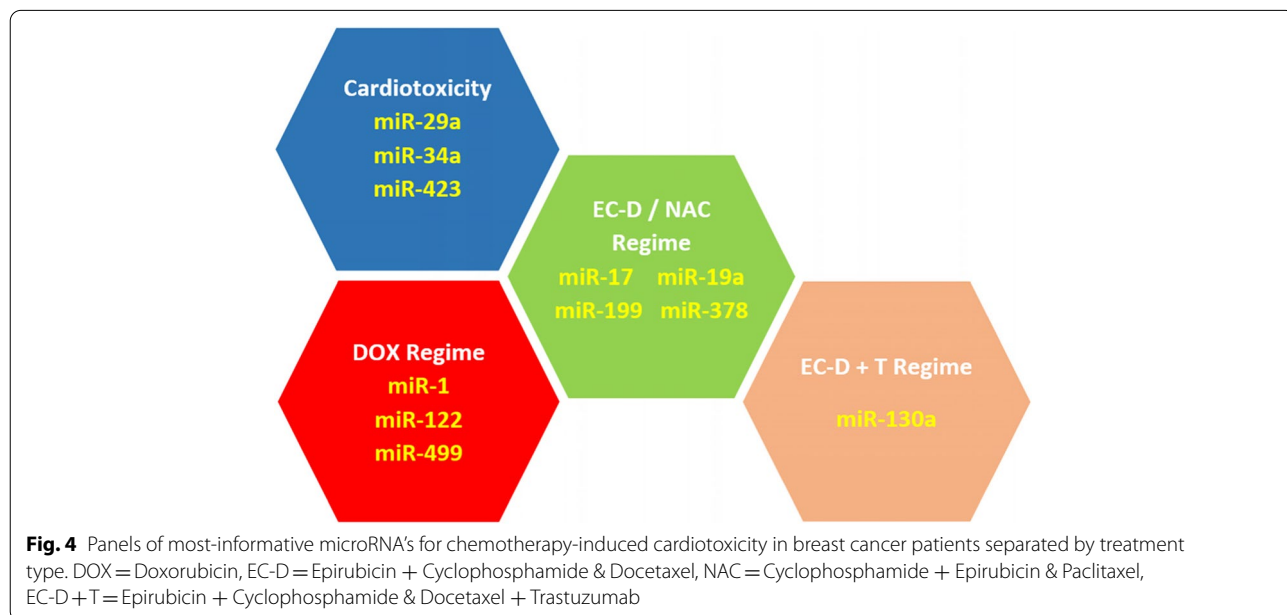 Cardiotoxicity
miR-29a
miR-34a
miR-423
EC-D / NAC
Regime
miR-17 miR-19a
miR-199 miR-378
DOX Regime
miR-1
miR-122
miR-499
EC-D + T Regime
miR-130a
Fig. 4 Panels of most-informative microRNA's for chemotherapy-induced cardiotoxicity in breast cancer patients separated by treatment
type. DOX = Doxorubicin, EC-D = Epirubicin + Cyclophosphamide & Docetaxel, NAC = Cyclophosphamide + Epirubicin & Paclitaxel,
EC-D + T = Epirubicin + Cyclophosphamide & Docetaxel + Trastuzumab